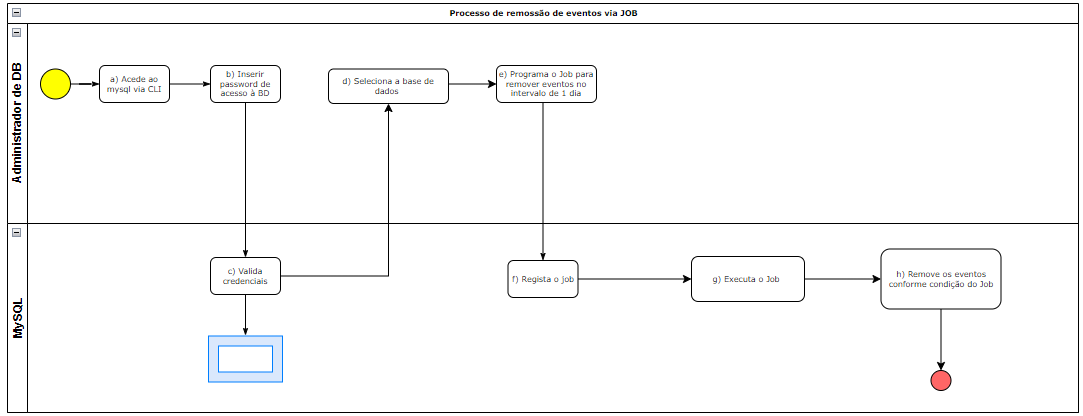 Processo de remossão de eventos via JOB
Administrador de DB
a) Acede ao
mysql via CLI
b) Inserir
password de
acesso à BD
d) Seleciona a base de
dados
e) Programa o Job para
remover eventos no
intervalo de 1 dia
MySQL
c) Valida
credenciais
f) Regista o job
g) Executa o Job
h) Remove os eventos
conforme condição do Job